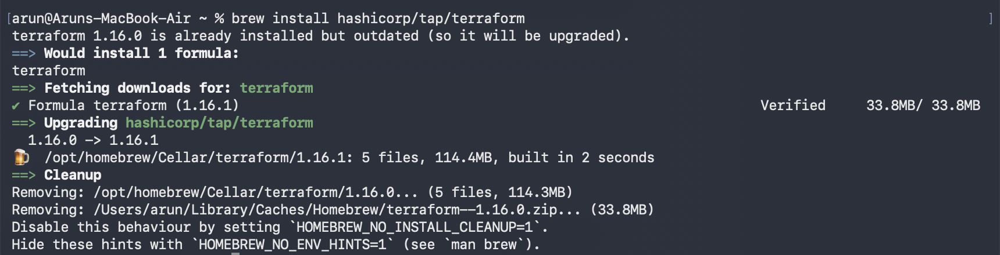 [arun@Aruns-MacBook-Air ~ % brew install hashicorp/tap/terraform ]
terraform 1.16.0 is already installed but outdated (so it will be upgraded).
==> Would install 1 formula:
terraform
==> Fetching downloads for: terraform
✔ Formula terraform (1.16.1) Verified 33.8MB/ 33.8MB
==> Upgrading hashicorp/tap/terraform
  1.16.0 -> 1.16.1
🍺  /opt/homebrew/Cellar/terraform/1.16.1: 5 files, 114.4MB, built in 2 seconds
==> Cleanup
Removing: /opt/homebrew/Cellar/terraform/1.16.0... (5 files, 114.3MB)
Removing: /Users/arun/Library/Caches/Homebrew/terraform--1.16.0.zip... (33.8MB)
Disable this behaviour by setting `HOMEBREW_NO_INSTALL_CLEANUP=1`.
Hide these hints with `HOMEBREW_NO_ENV_HINTS=1` (see `man brew`).